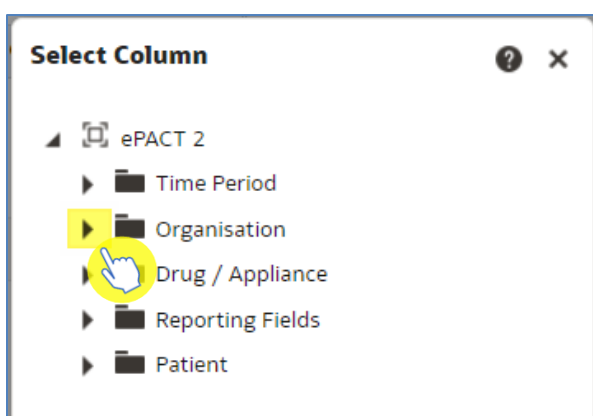 Select Column
ePACT 2
Time Period
Organisation
Drug / Appliance
Reporting Fields
Patient